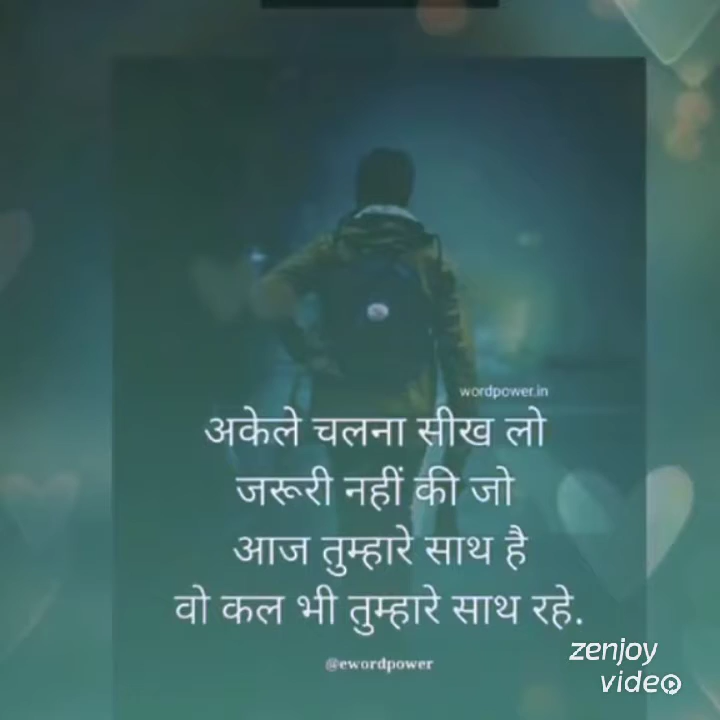 wordpower.in
अकेले चलना सीख लो
जरूरी नहीं की जो
आज तुम्हारे साथ है
वो कल भी तुम्हारे साथ रहे.
@ewordpower
zenjoy
video